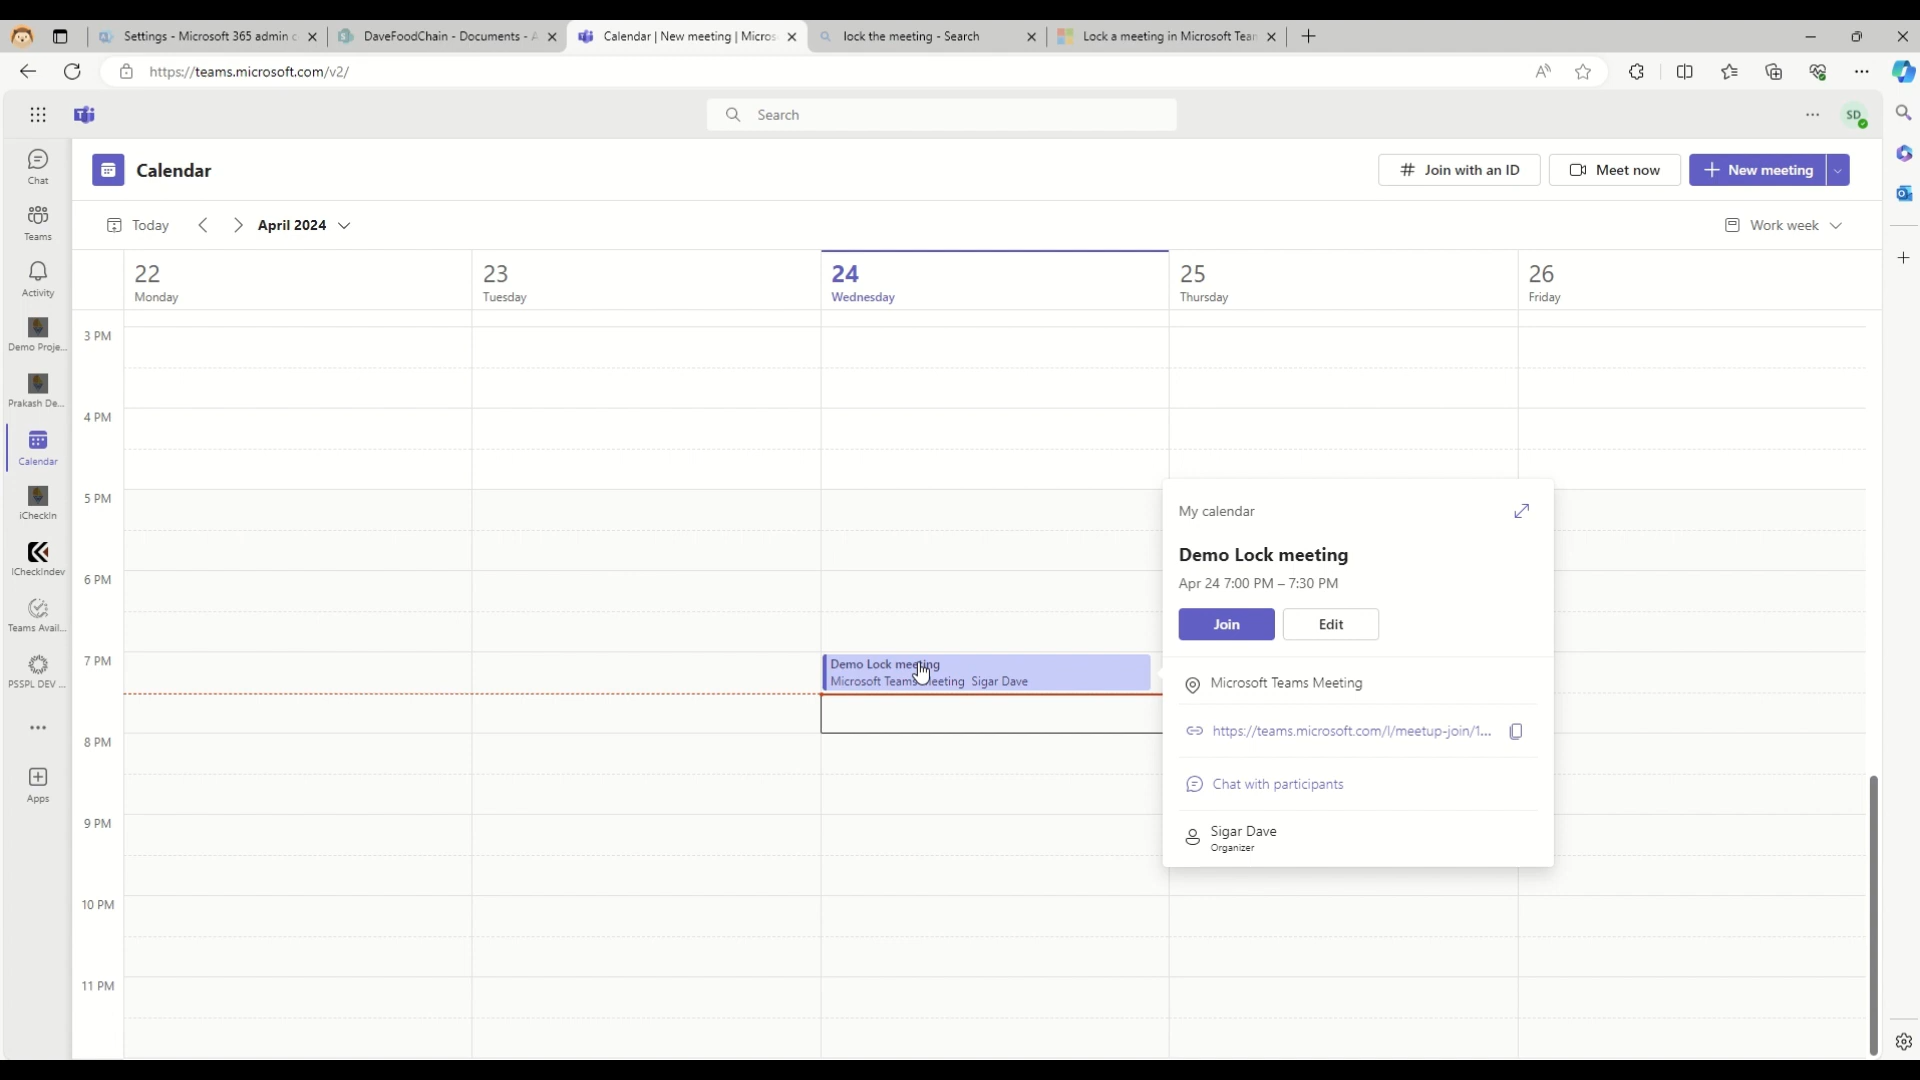 Settings - Microsoft 365 admin c
DaveFoodChain - Documents - A
Calendar | New meeting | Micros
lock the meeting - Search
Lock a meeting in Microsoft Tean
https://teams.microsoft.com/v2/
Search
SD
Chat
Teams
Activity
Demo Proje...
Prakash De...
Calendar
iCheckIn
ICheckIndev
Teams Avail...
PSSPL DEV ...
Apps
Calendar
# Join with an ID
Meet now
New meeting
Today
April 2024
Work week
22
Monday
23
Tuesday
24
Wednesday
25
Thursday
26
Friday
3 PM
4 PM
5 PM
6 PM
7 PM
8 PM
9 PM
10 PM
11 PM
Demo Lock meeting
Microsoft Teams Meeting Sigar Dave
My calendar
Demo Lock meeting
Apr 24 7:00 PM – 7:30 PM
Join
Edit
Microsoft Teams Meeting
https://teams.microsoft.com/l/meetup-join/1...
Chat with participants
Sigar Dave
Organizer